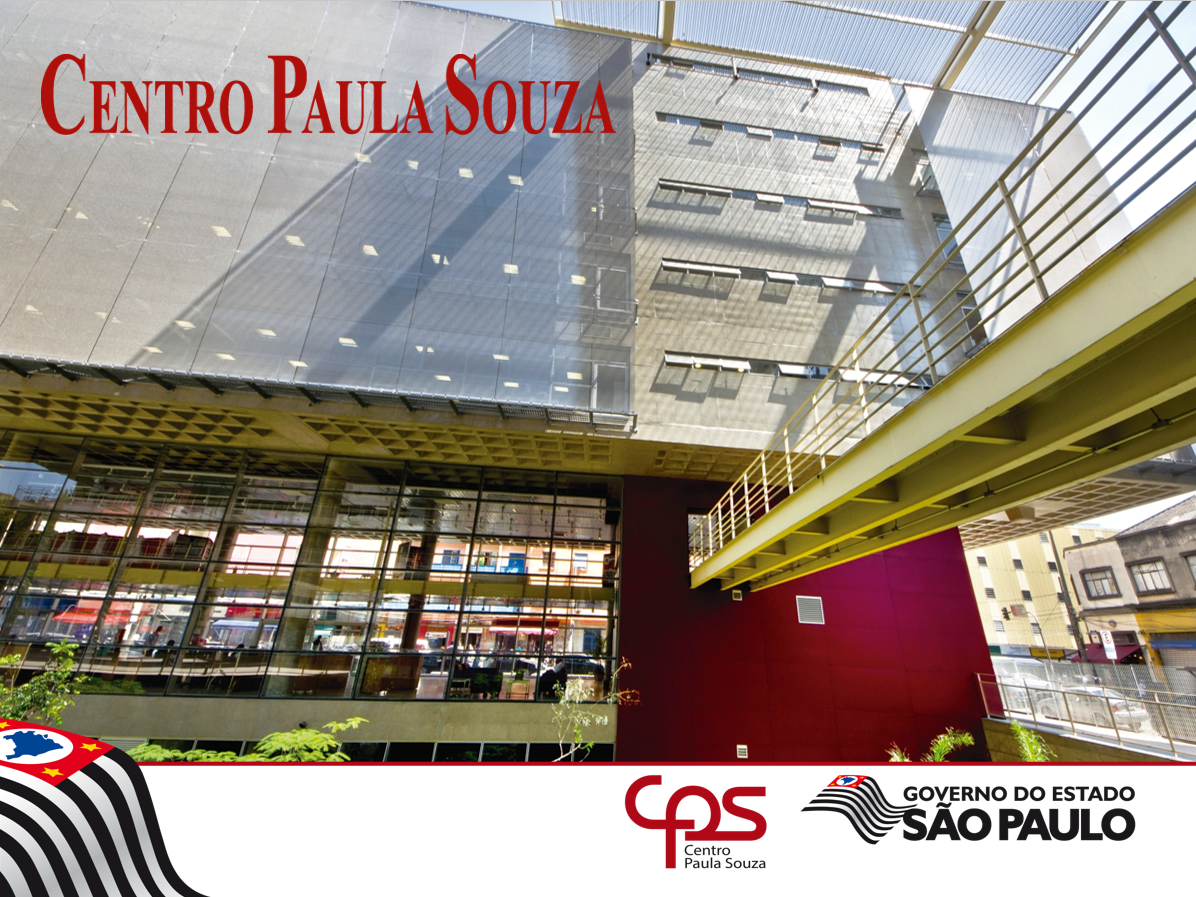 CENTRO PAULA SOUZA
cps
Centro
Paula Souza
GOVERNO DO ESTADO
SÃO PAULO